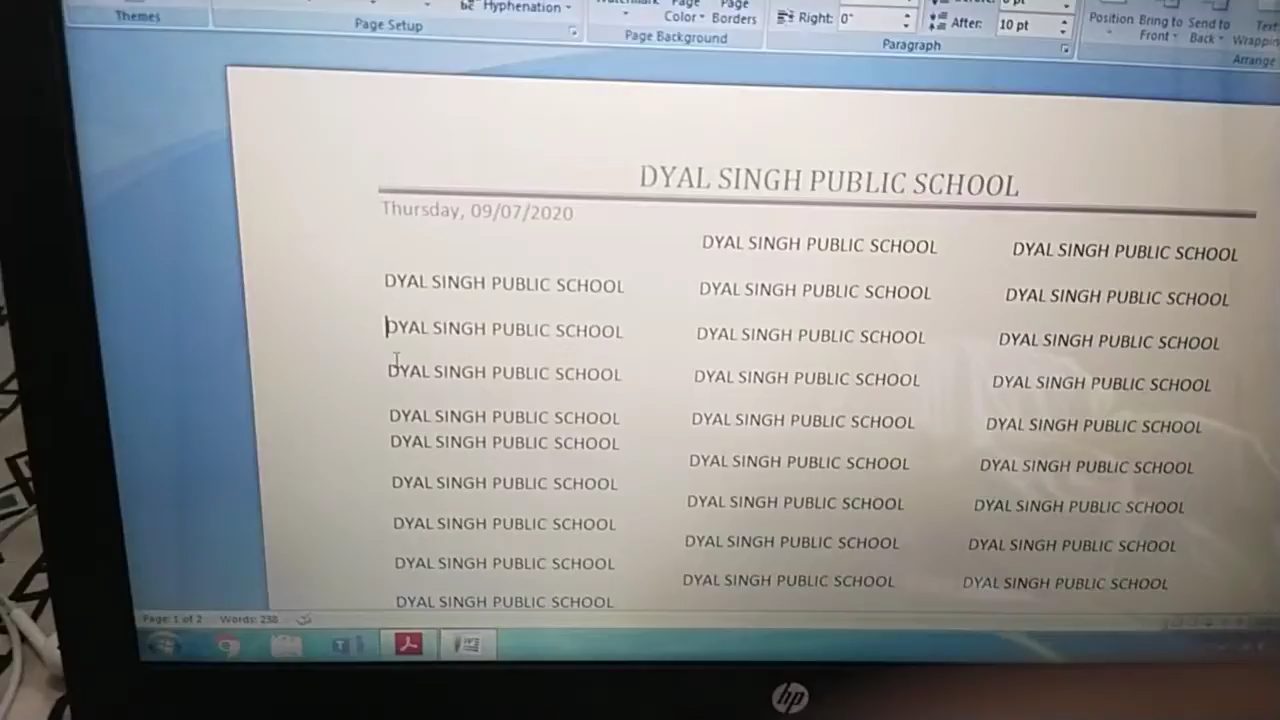 Hyphenation
Page
Page
Color
Borders
Right: 0"
After: 10 pt
Position
Bring to
Front
Send to
Back
Text
Themes
Page Setup
Page Background
Paragraph
Arrange
DYAL SINGH PUBLIC SCHOOL
Thursday, 09/07/2020
DYAL SINGH PUBLIC SCHOOL DYAL SINGH PUBLIC SCHOOL
DYAL SINGH PUBLIC SCHOOL DYAL SINGH PUBLIC SCHOOL DYAL SINGH PUBLIC SCHOOL
DYAL SINGH PUBLIC SCHOOL DYAL SINGH PUBLIC SCHOOL DYAL SINGH PUBLIC SCHOOL
DYAL SINGH PUBLIC SCHOOL DYAL SINGH PUBLIC SCHOOL DYAL SINGH PUBLIC SCHOOL
DYAL SINGH PUBLIC SCHOOL DYAL SINGH PUBLIC SCHOOL DYAL SINGH PUBLIC SCHOOL
DYAL SINGH PUBLIC SCHOOL DYAL SINGH PUBLIC SCHOOL DYAL SINGH PUBLIC SCHOOL
DYAL SINGH PUBLIC SCHOOL DYAL SINGH PUBLIC SCHOOL DYAL SINGH PUBLIC SCHOOL
DYAL SINGH PUBLIC SCHOOL DYAL SINGH PUBLIC SCHOOL DYAL SINGH PUBLIC SCHOOL
DYAL SINGH PUBLIC SCHOOL DYAL SINGH PUBLIC SCHOOL DYAL SINGH PUBLIC SCHOOL
DYAL SINGH PUBLIC SCHOOL
Page: 1 of 2 Words: 238
hp